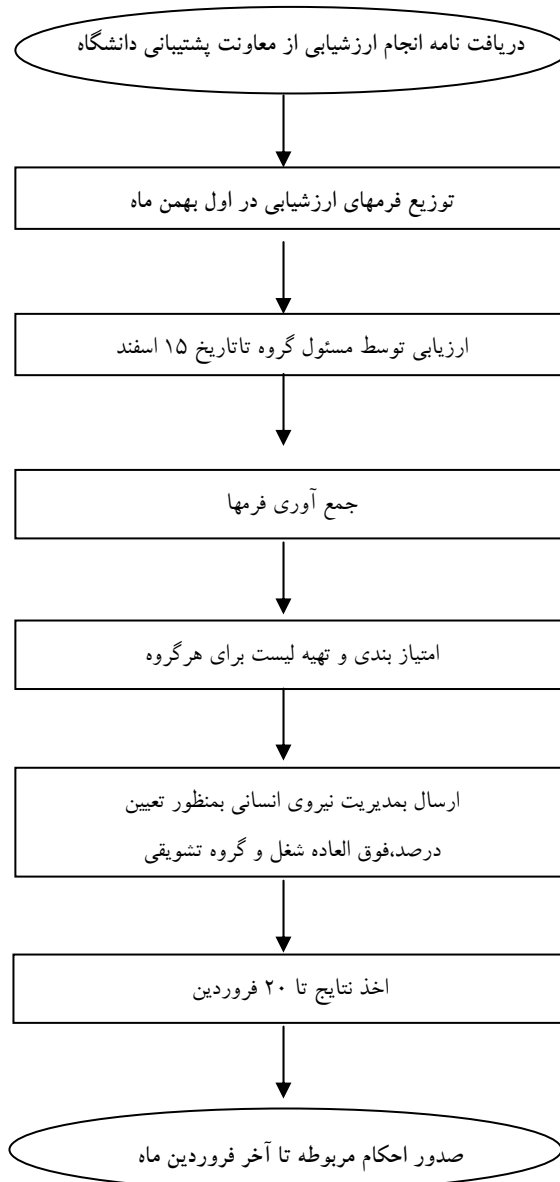 دریافت نامه انجام ارزشیابی از معاونت پشتیبانی دانشگاه
توزیع فرمهای ارزشیابی در اول بهمن ماه
ارزیابی توسط مسئول گروه تاتاریخ ۱۵ اسفند
جمع آوری فرمها
امتیاز بندی و تهیه لیست برای هرگروه
ارسال بمدیریت نیروی انسانی بمنظور تعیین
درصد،فوق العاده شغل و گروه تشویقی
اخذ نتایج تا ۲۰ فروردین
صدور احکام مربوطه تا آخر فروردین ماه